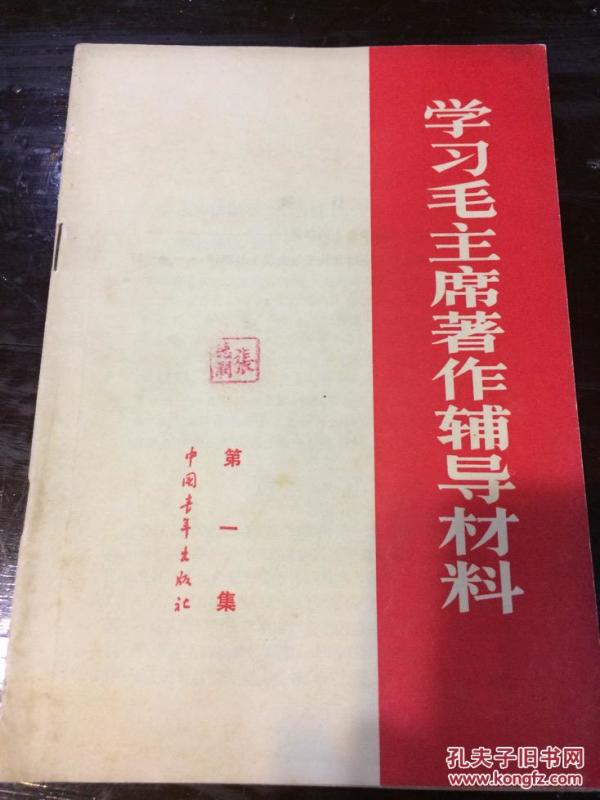 学习毛主席著作辅导材料
第一集
中国青年出版社
孔夫子旧书网
www.kongfz.com